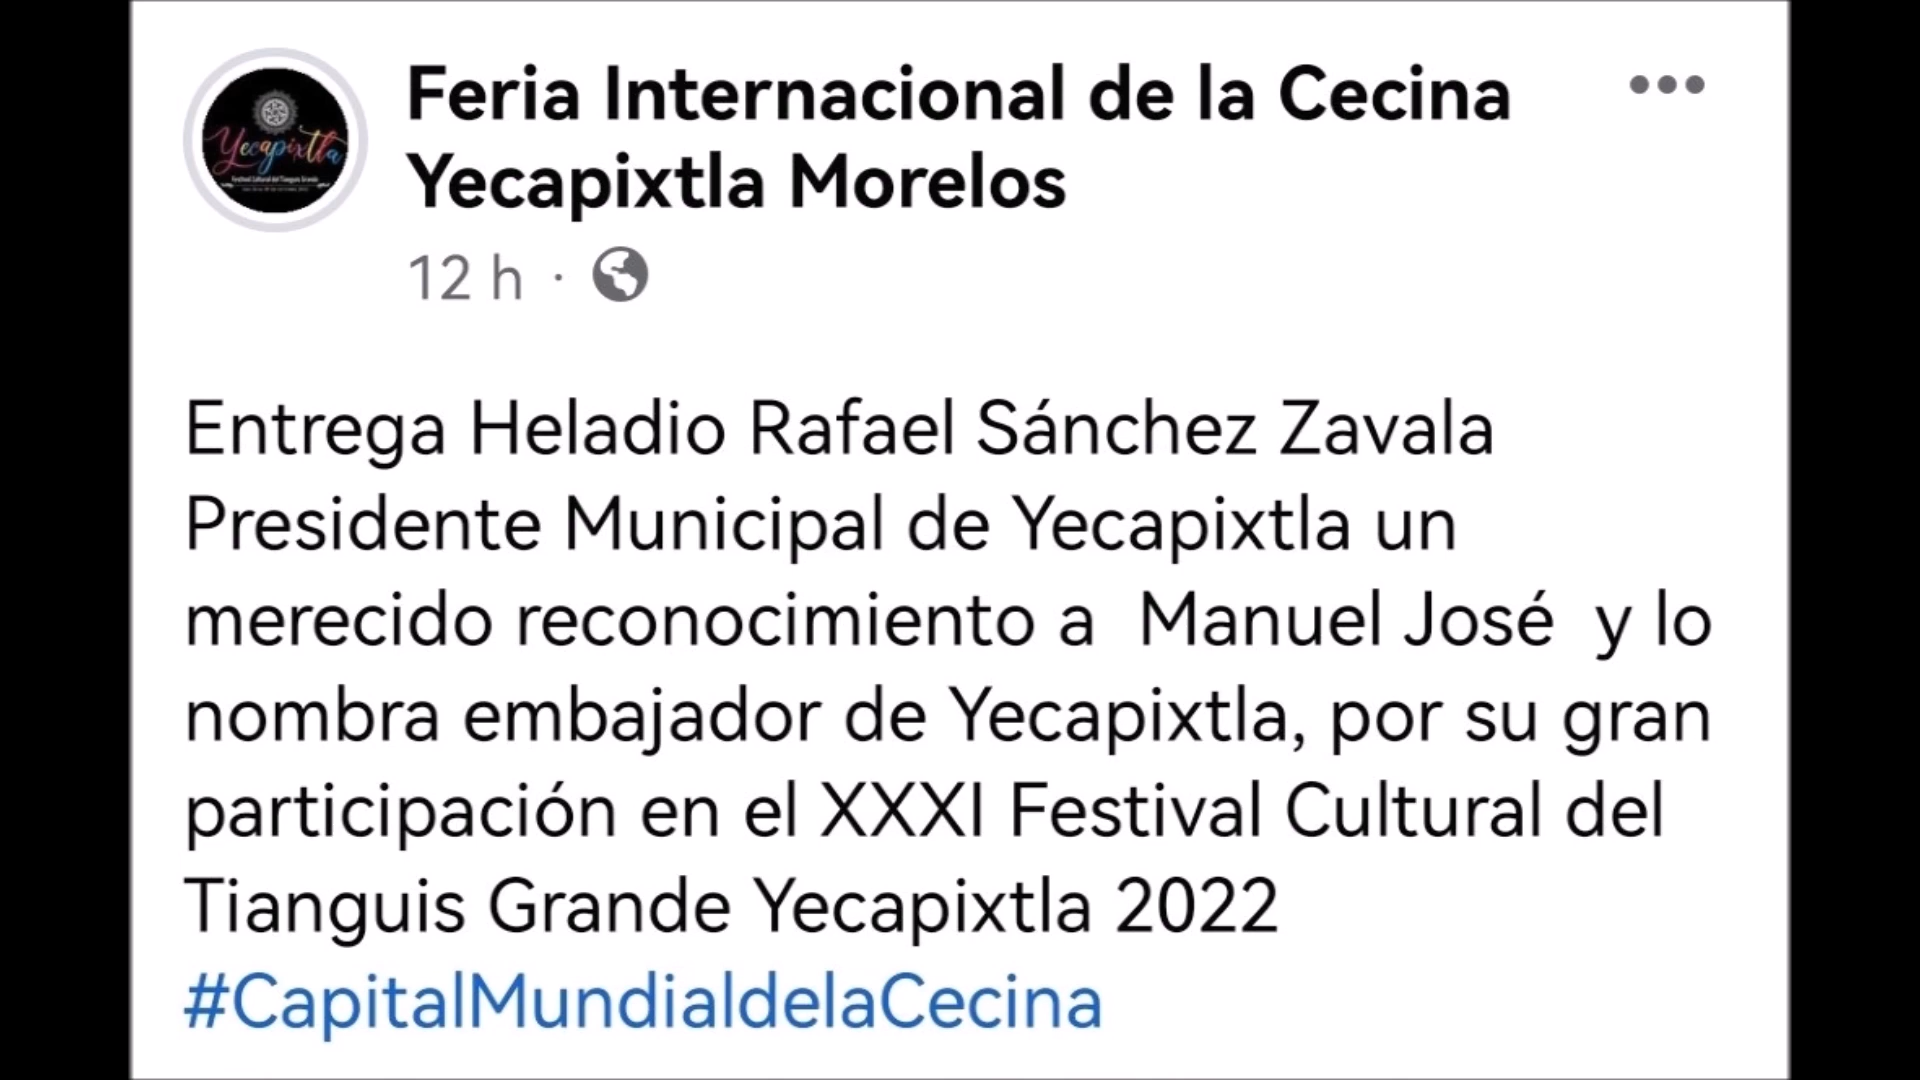 Feria Internacional de la Cecina
Yecapixtla Morelos
12 h ·
Yecapixtla
Entrega Heladio Rafael Sánchez Zavala
Presidente Municipal de Yecapixtla un
merecido reconocimiento a  Manuel José  y lo
nombra embajador de Yecapixtla, por su gran
participación en el XXXI Festival Cultural del
Tianguis Grande Yecapixtla 2022
#CapitalMundialdelaCecina